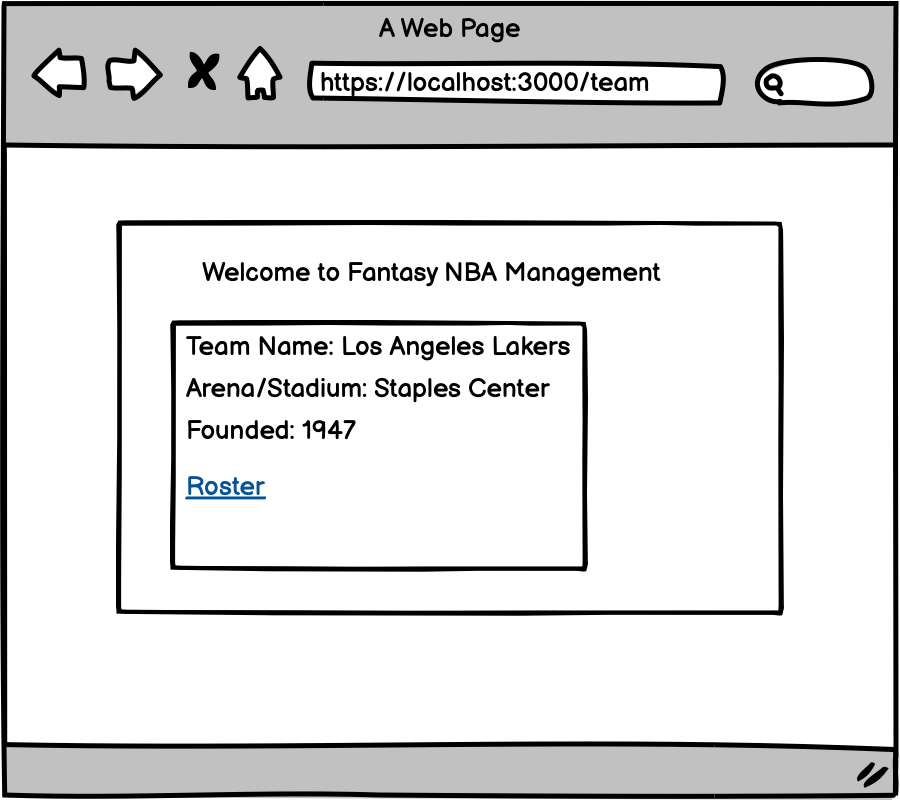 A Web Page
https://localhost:3000/team
Welcome to Fantasy NBA Management
Team Name: Los Angeles Lakers
Arena/Stadium: Staples Center
Founded: 1947
Roster